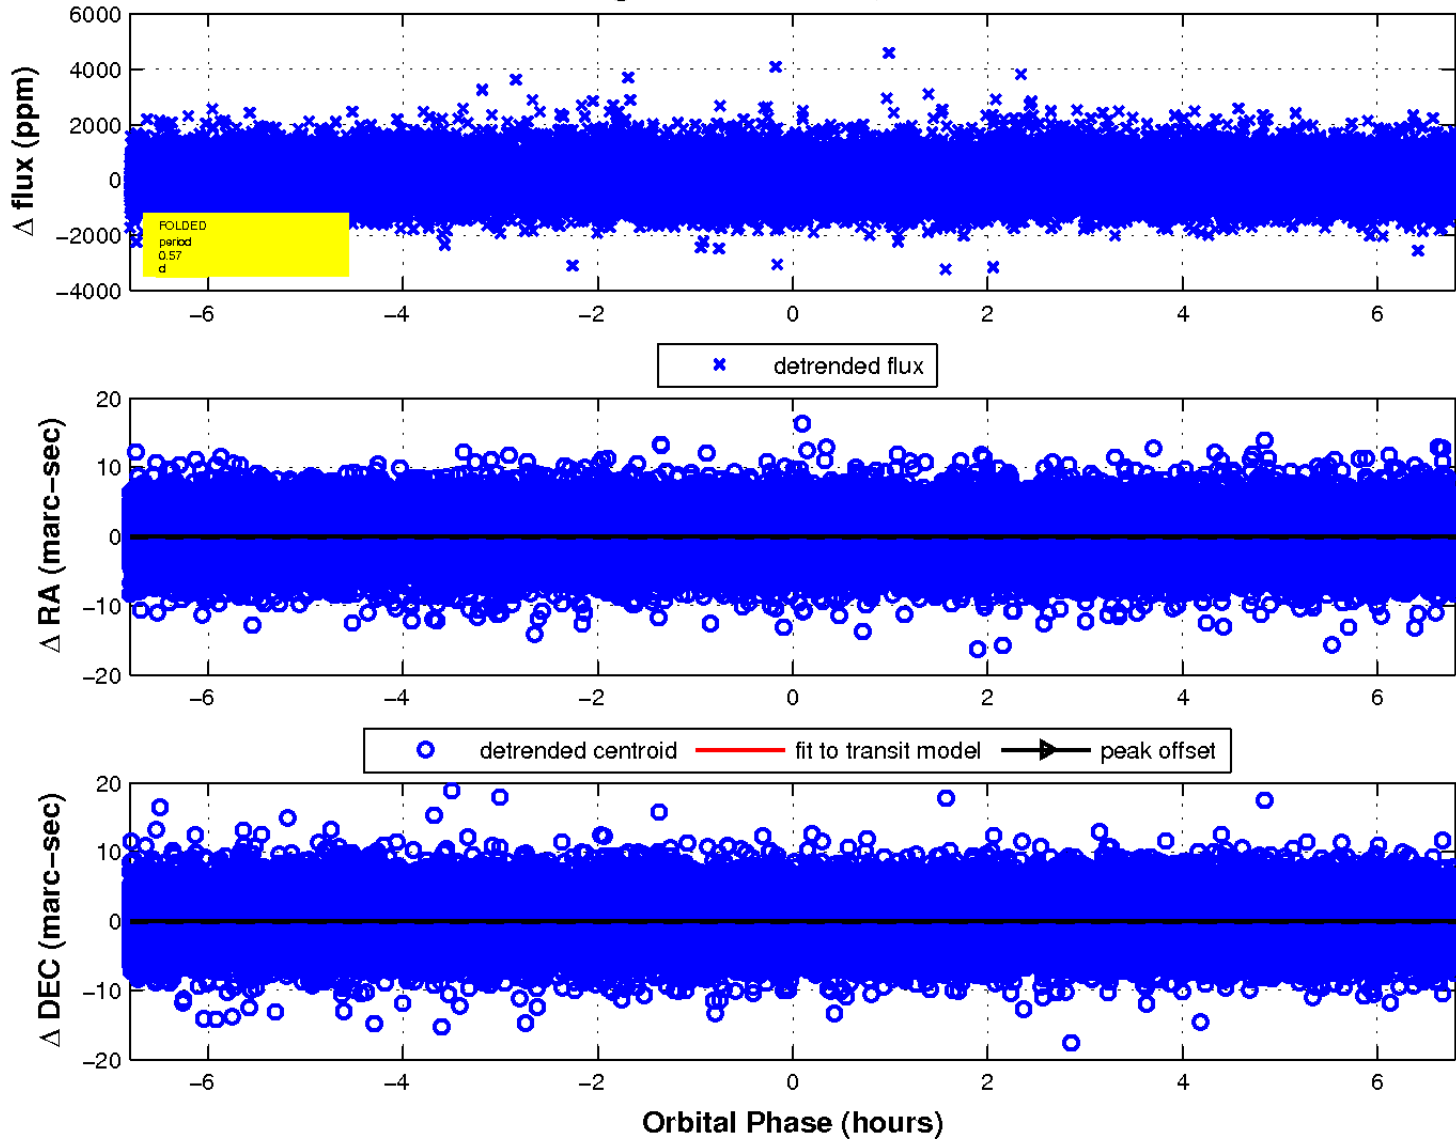 6000
4000
2000
0
−2000
−4000
Δ flux (ppm)
FOLDED
period
0.57
d
−6 −4 −2 0 2 4 6
detrended flux
20
10
0
−10
−20
Δ RA (marc−sec)
−6 −4 −2 0 2 4 6
detrended centroid fit to transit model peak offset
20
10
0
−10
−20
Δ DEC (marc−sec)
−6 −4 −2 0 2 4 6
Orbital Phase (hours)